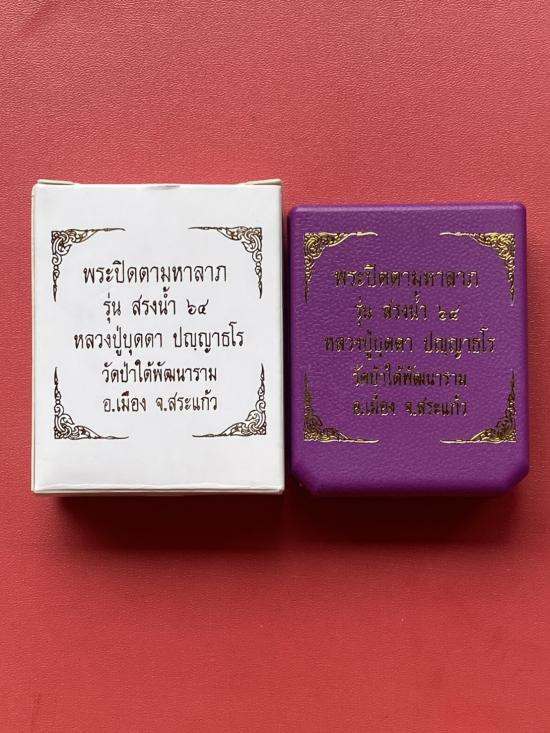 พระปิดตามหาลาภ
รุ่น สรงน้ำ ๖๔
หลวงปู่บุดดา ปญฺญาธโร
วัดป่าใต้พัฒนาราม
อ.เมือง จ.สระแก้ว
พระปิดตามหาลาภ
รุ่น สรงน้ำ ๖๔
หลวงปู่บุดดา ปญฺญาธโร
วัดป่าใต้พัฒนาราม
อ.เมือง จ.สระแก้ว